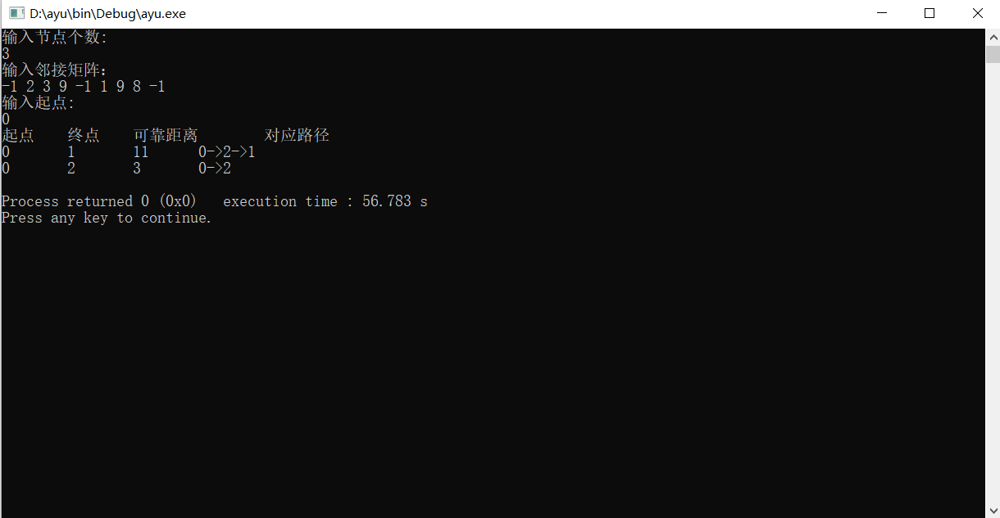 D:\ayu\bin\Debug\ayu.exe
输入节点个数:
3
输入邻接矩阵：
-1 2 3 9 -1 1 9 8 -1
输入起点:
0
起点    终点    可靠距离        对应路径
0       1       11      0->2->1
0       2       3       0->2
Process returned 0 (0x0)   execution time : 56.783 s
Press any key to continue.